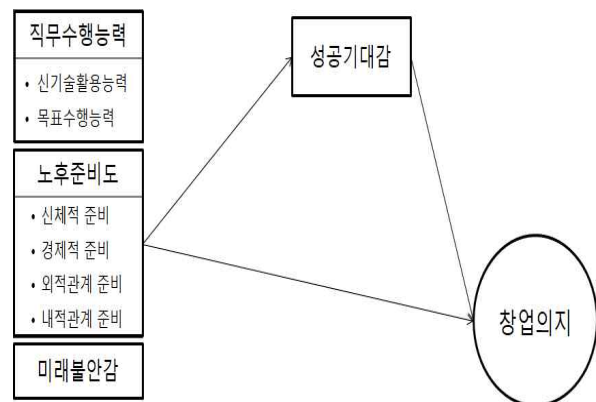 직무수행능력
• 신기술활용능력
• 목표수행능력
노후준비도
• 신체적 준비
• 경제적 준비
• 외적관계 준비
• 내적관계 준비
미래불안감
성공기대감
창업의지